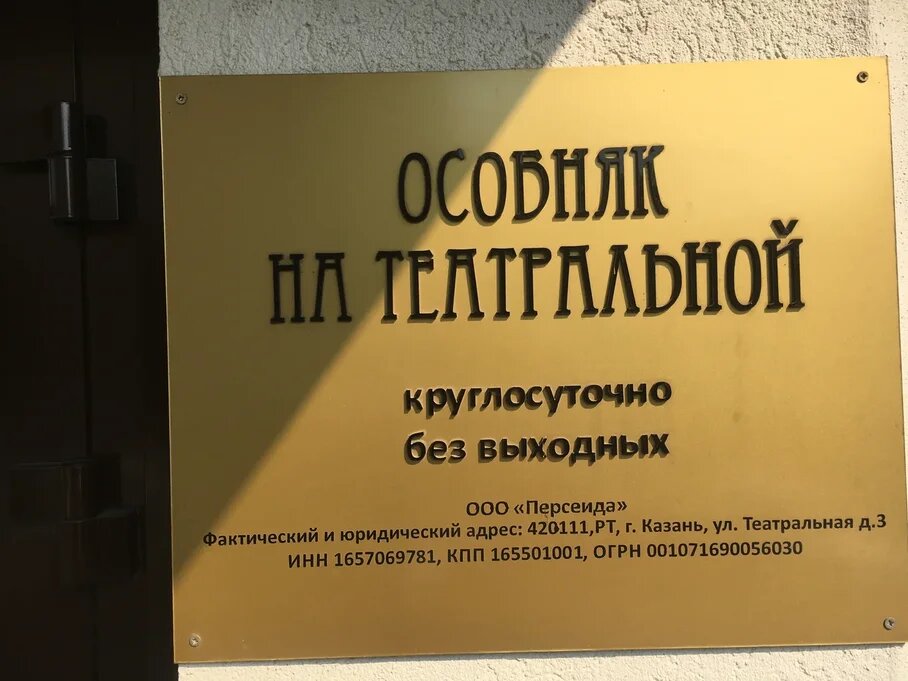 ОСОБНЯК
НА ТЕАТРАЛЬНОЙ
круглосуточно
без выходных
ООО «Персеида»
Фактический и юридический адрес: 420111,РТ, г. Казань, ул. Театральная д.3
ИНН 1657069781, КПП 165501001, ОГРН 001071690056030